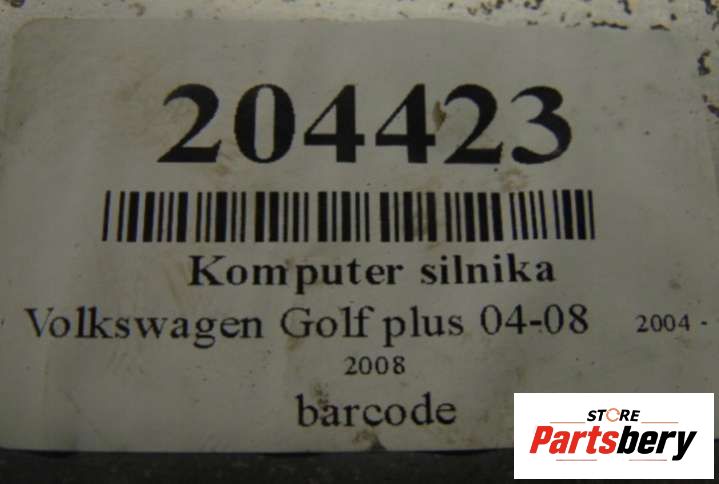 204423
Komputer silnika
Volkswagen Golf plus 04-08 2004 -
2008
barcode
STORE
Partsbery